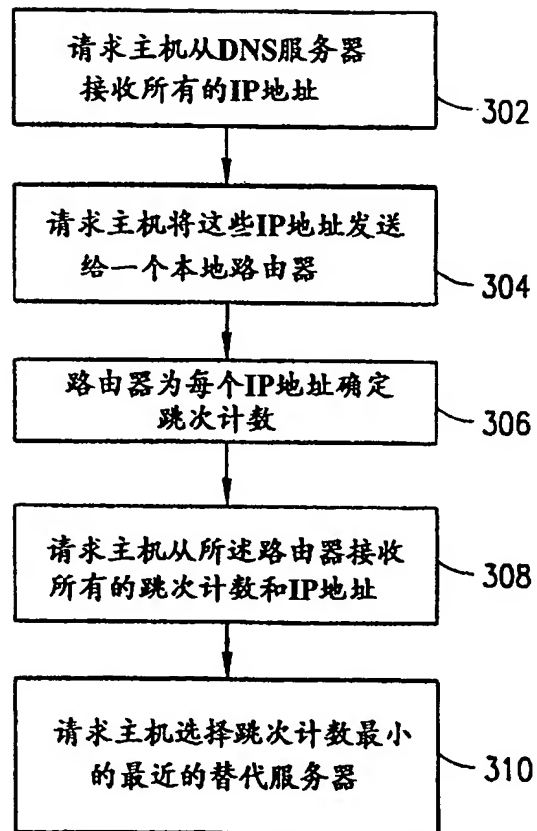 请求主机从DNS服务器
接收所有的IP地址
302
请求主机将这些IP地址发送
给一个本地路由器
304
路由器为每个IP地址确定
跳次计数
306
请求主机从所述路由器接收
所有的跳次计数和IP地址
308
请求主机选择跳次计数最小
的最近的替代服务器
310